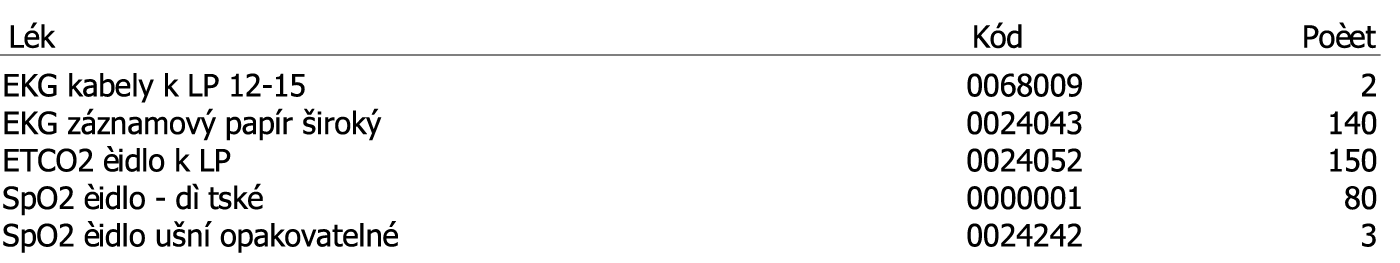 Lék Kód Poèet
EKG kabely k LP 12-15 0068009 2
EKG záznamový papír široký 0024043 140
ETCO2 èidlo k LP 0024052 150
SpO2 èidlo - dì tské 0000001 80
SpO2 èidlo ušní opakovatelné 0024242 3